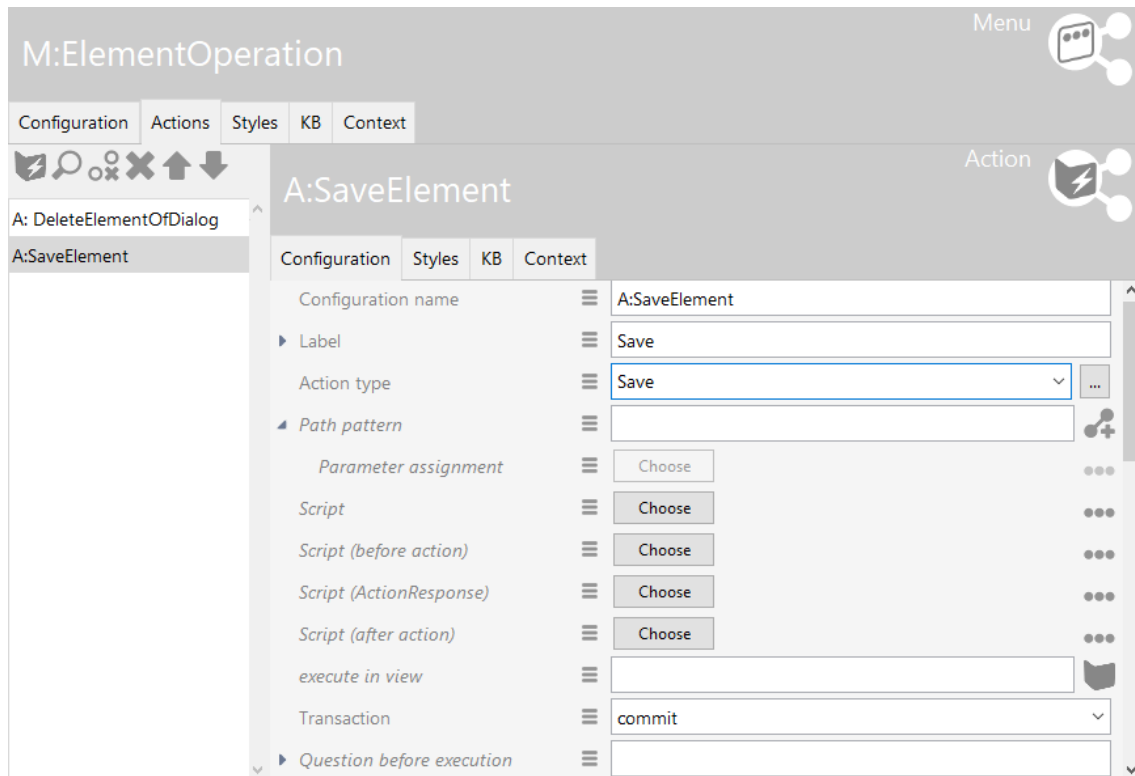 Menu
M:ElementOperation
Configuration Actions Styles KB Context
Action
A:SaveElement
A: DeleteElementOfDialog
A:SaveElement
Configuration Styles KB Context
Configuration name A:SaveElement
Label Save
Action type Save ...
Path pattern
Parameter assignment Choose
Script Choose
Script (before action) Choose
Script (ActionResponse) Choose
Script (after action) Choose
execute in view
Transaction commit
Question before execution